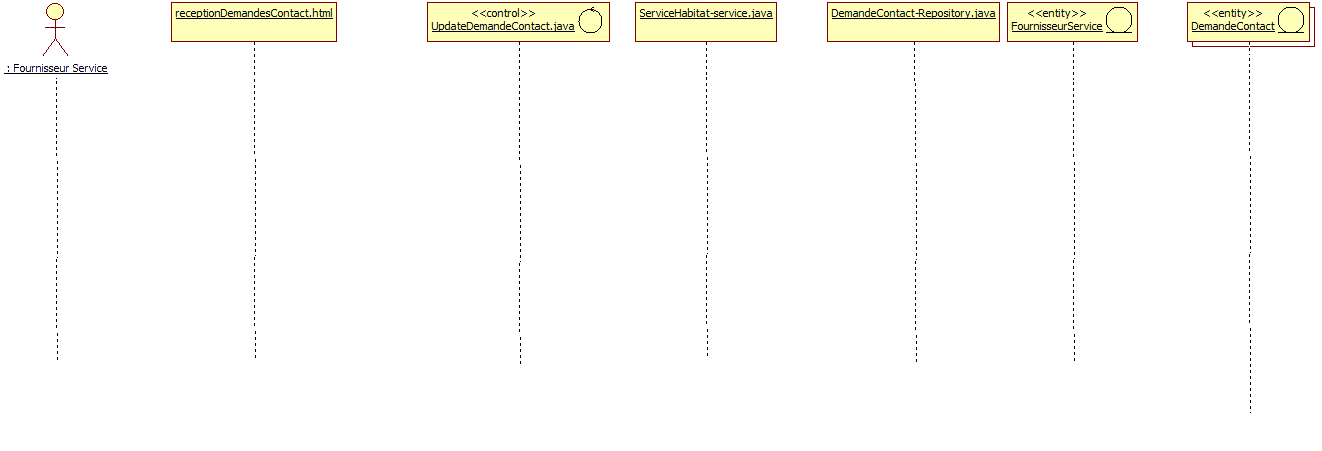 : Fournisseur Service
receptionDemandesContact.html
<<control>>
UpdateDemandeContact.java
ServiceHabitat-service.java
DemandeContact-Repository.java
<<entity>>
FournisseurService
<<entity>>
DemandeContact